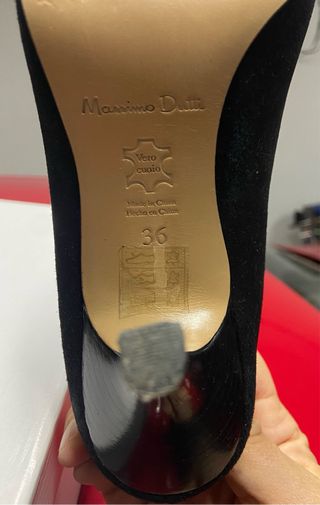 Massimo Dutti
Vero
cuoio
Made in China
Hecho en China
36